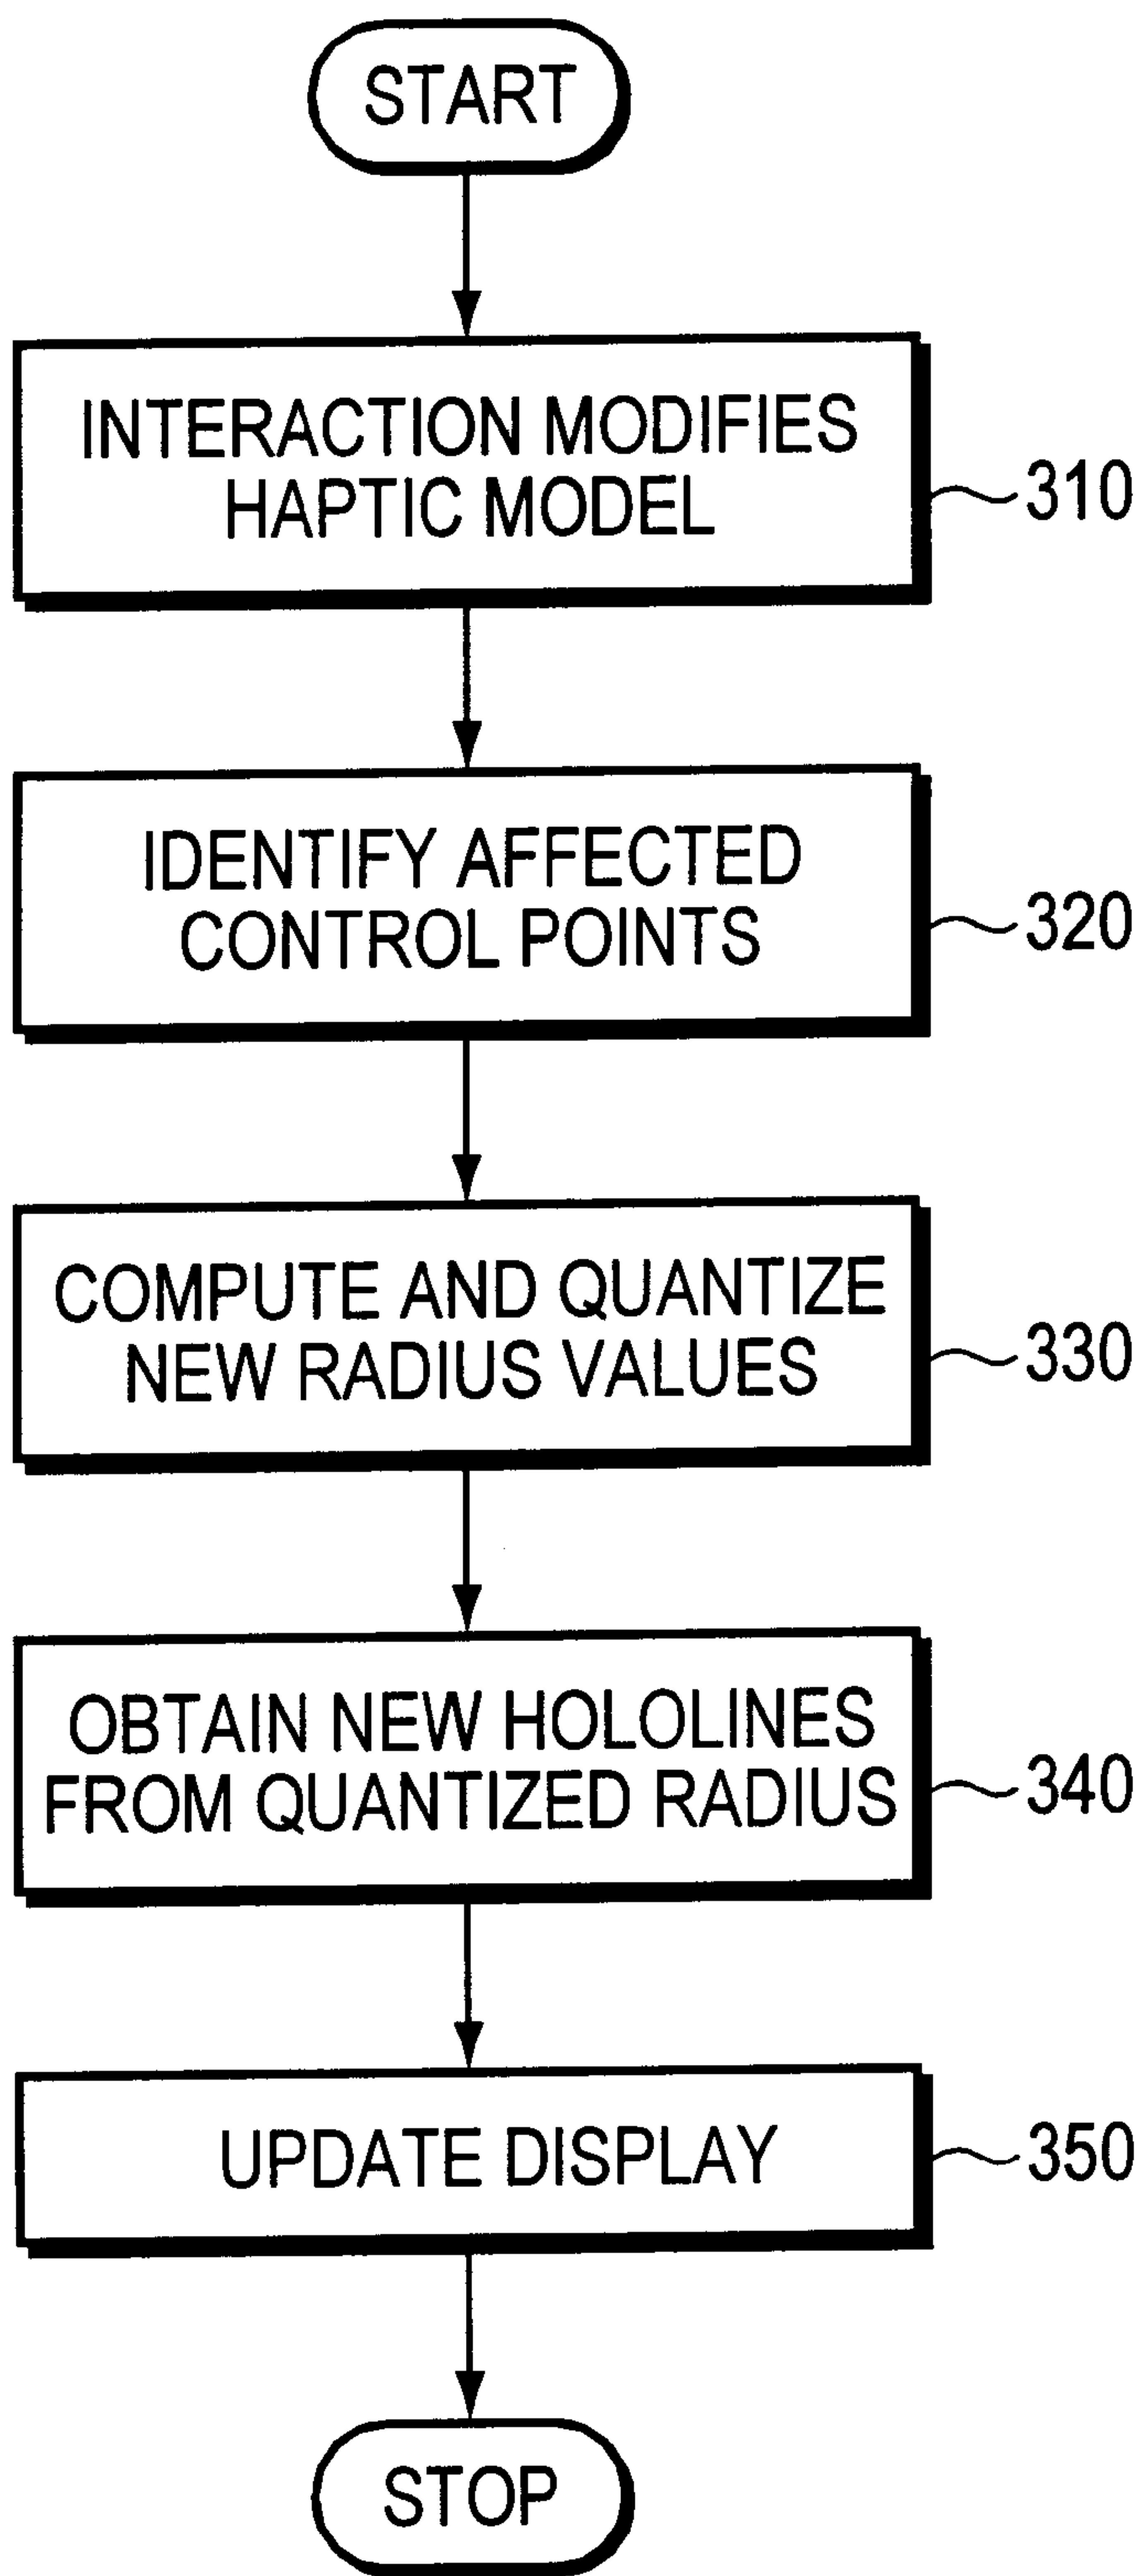 START
INTERACTION MODIFIES
HAPTIC MODEL
310
IDENTIFY AFFECTED
CONTROL POINTS
320
COMPUTE AND QUANTIZE
NEW RADIUS VALUES
330
OBTAIN NEW HOLOLINES
FROM QUANTIZED RADIUS
340
UPDATE DISPLAY
350
STOP